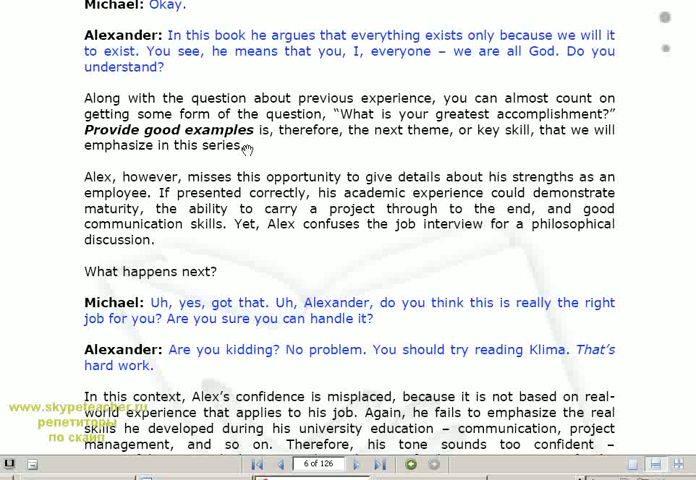 Michael: Okay.
Alexander: In this book he argues that everything exists only because we will it
to exist. You see, he means that you, I, everyone – we are all God. Do you
understand?
Along with the question about previous experience, you can almost count on
getting some form of the question, “What is your greatest accomplishment?”
Provide good examples is, therefore, the next theme, or key skill, that we will
emphasize in this series.
Alex, however, misses this opportunity to give details about his strengths as an
employee. If presented correctly, his academic experience could demonstrate
maturity, the ability to carry a project through to the end, and good
communication skills. Yet, Alex confuses the job interview for a philosophical
discussion.
What happens next?
Michael: Uh, yes, got that. Uh, Alexander, do you think this is really the right
job for you? Are you sure you can handle it?
Alexander: Are you kidding? No problem. You should try reading Klima. That’s
hard work.
In this context, Alex’s confidence is misplaced, because it is not based on real-
world experience that applies to his job. Again, he fails to emphasize the real
skills he developed during his university education – communication, project
management, and so on. Therefore, his tone sounds too confident –
www.skypeteacher.ru
репетиторы
по скайп
6 of 126